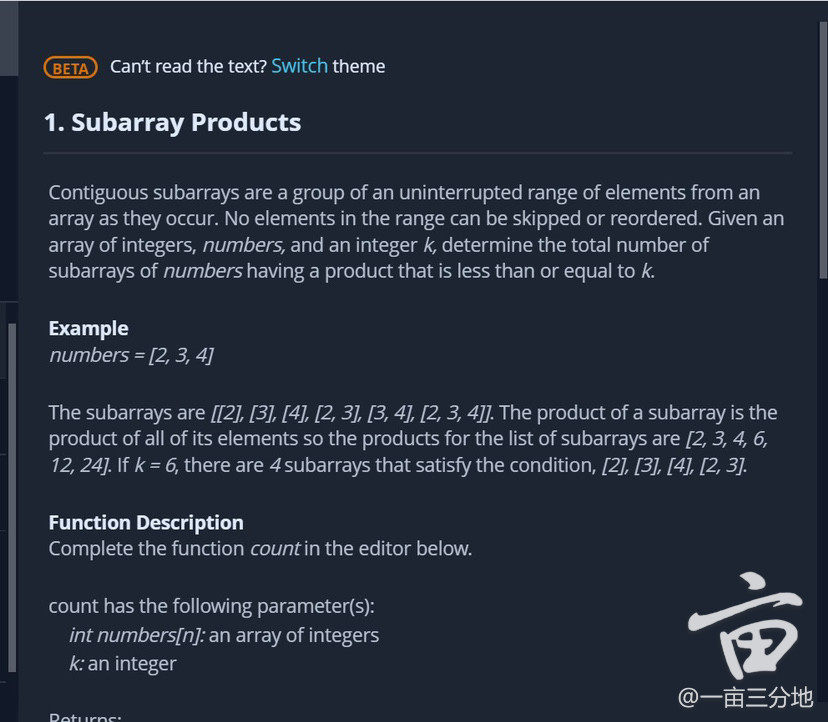 BETA Can't read the text? Switch theme
1. Subarray Products
Contiguous subarrays are a group of an uninterrupted range of elements from an
array as they occur. No elements in the range can be skipped or reordered. Given an
array of integers, numbers, and an integer k, determine the total number of
subarrays of numbers having a product that is less than or equal to k.
Example
numbers = [2, 3, 4]
The subarrays are [[2], [3], [4], [2, 3], [3, 4], [2, 3, 4]]. The product of a subarray is the
product of all of its elements so the products for the list of subarrays are [2, 3, 4, 6,
12, 24]. If k = 6, there are 4 subarrays that satisfy the condition, [2], [3], [4], [2, 3].
Function Description
Complete the function count in the editor below.
count has the following parameter(s):
int numbers[n]: an array of integers
k: an integer
Returns:
亩
@一亩三分地